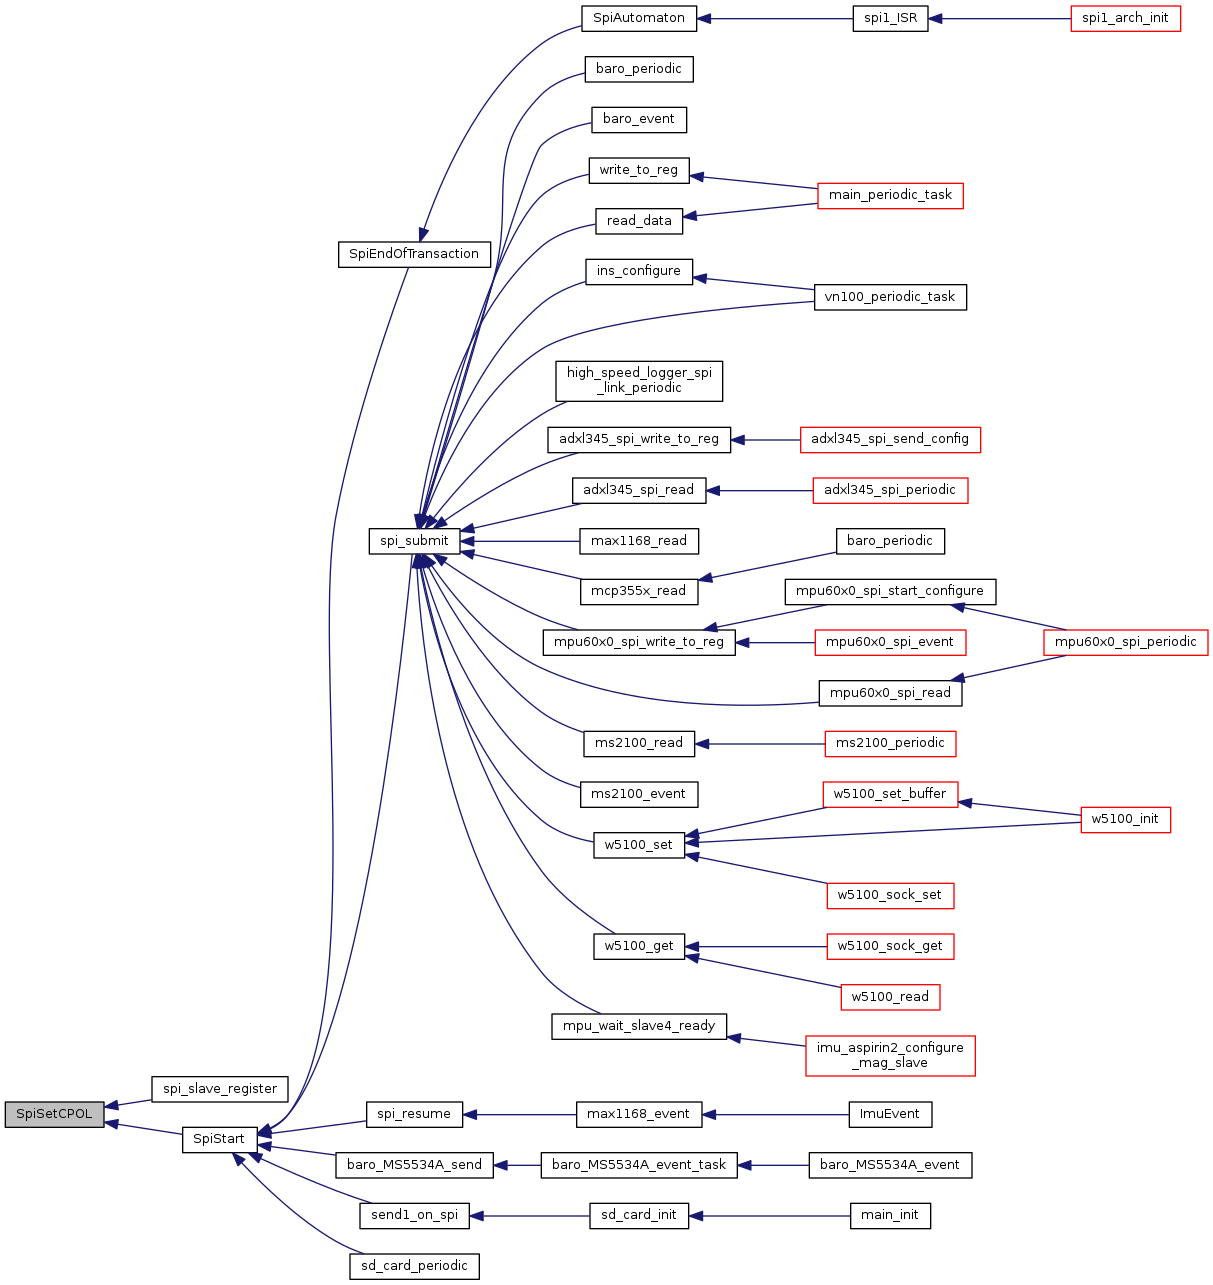 SpiAutomaton
spi1_ISR
spi1_arch_init
baro_periodic
baro_event
write_to_reg
main_periodic_task
read_data
SpiEndOfTransaction
ins_configure
vn100_periodic_task
high_speed_logger_spi
_link_periodic
adxl345_spi_write_to_reg
adxl345_spi_send_config
adxl345_spi_read
adxl345_spi_periodic
spi_submit
max1168_read
baro_periodic
mcp355x_read
mpu60x0_spi_start_configure
mpu60x0_spi_write_to_reg
mpu60x0_spi_event
mpu60x0_spi_periodic
mpu60x0_spi_read
ms2100_read
ms2100_periodic
ms2100_event
w5100_set_buffer
w5100_init
w5100_set
w5100_sock_set
w5100_get
w5100_sock_get
w5100_read
mpu_wait_slave4_ready
imu_aspirin2_configure
_mag_slave
spi_slave_register
SpiSetCPOL
SpiStart
spi_resume
max1168_event
ImuEvent
baro_MS5534A_send
baro_MS5534A_event_task
baro_MS5534A_event
send1_on_spi
sd_card_init
main_init
sd_card_periodic